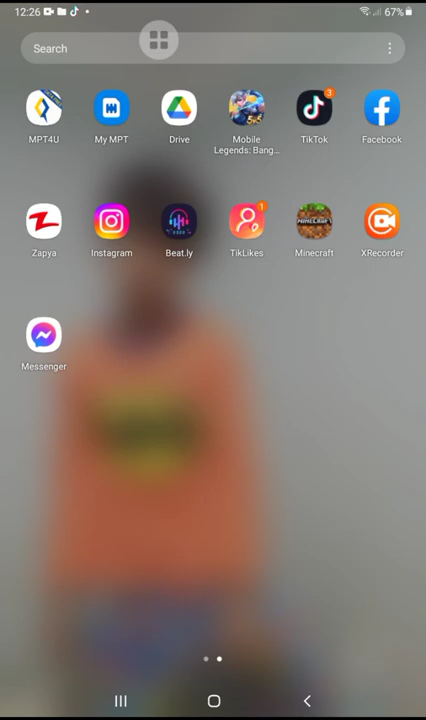 12:26
67%
Search
MPT4U
My MPT
Drive
Mobile Legends: Bang...
TikTok
3
Facebook
Zapya
Instagram
Beat.ly
TikLikes
1
Minecraft
XRecorder
Messenger